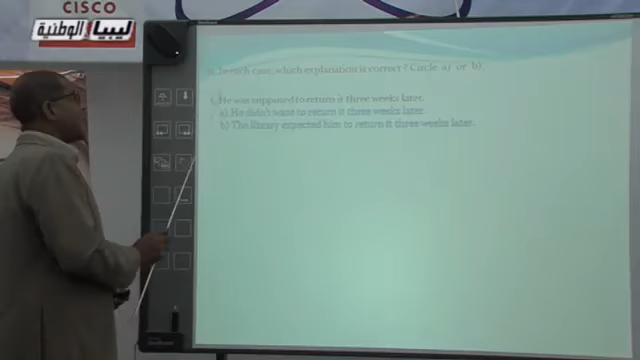 CISCO
ليبيا الوطنية
In each case, which explanation is correct? Circle a) or b).
He was supposed to return it three weeks later.
a) He didn't want to return it three weeks later.
b) The library expected him to return it three weeks later.